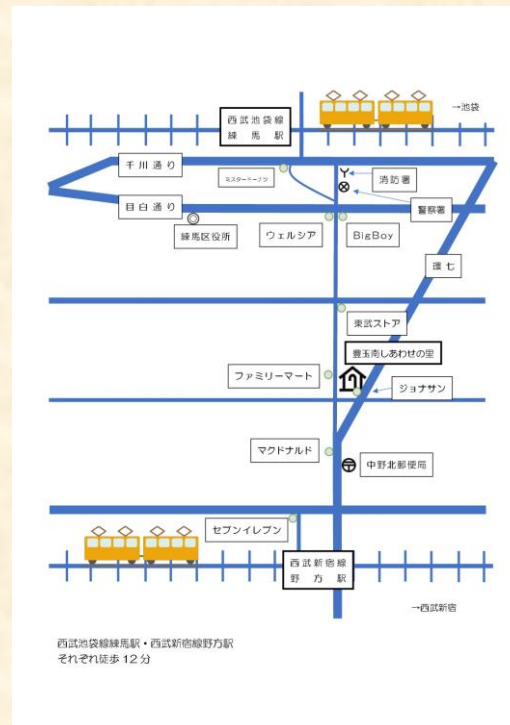 →池袋
西武池袋線
練馬駅
千川通り
ミスタードーナツ
消防署
目白通り
警察署
練馬区役所
ウェルシア
BigBoy
環七
東武ストア
豊玉南しあわせの里
ファミリーマート
ジョナサン
マクドナルド
中野北郵便局
セブンイレブン
西武新宿線
野方駅
→西武新宿
西武池袋線練馬駅・西武新宿線野方駅
それぞれ徒歩12分